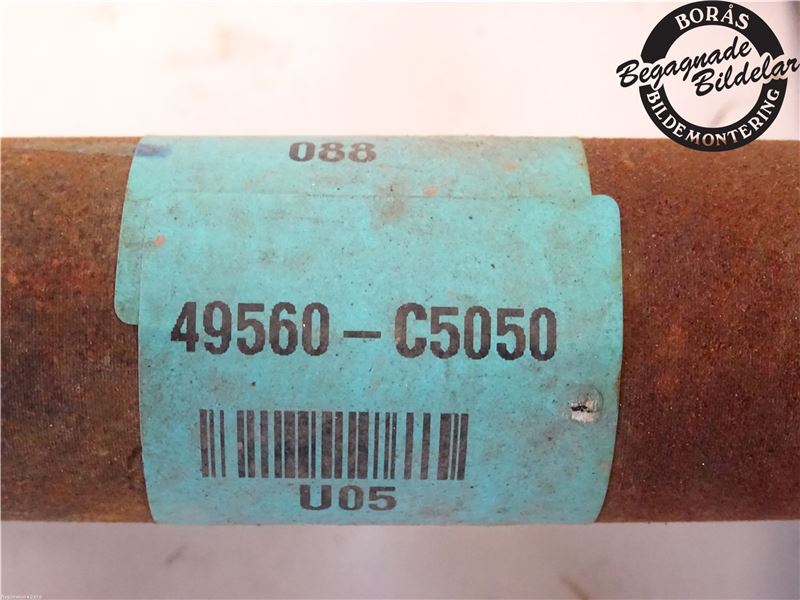 BORÅS
Begagnade
Bildelar
BILDEMONTERING
088
49560-C5050
U05